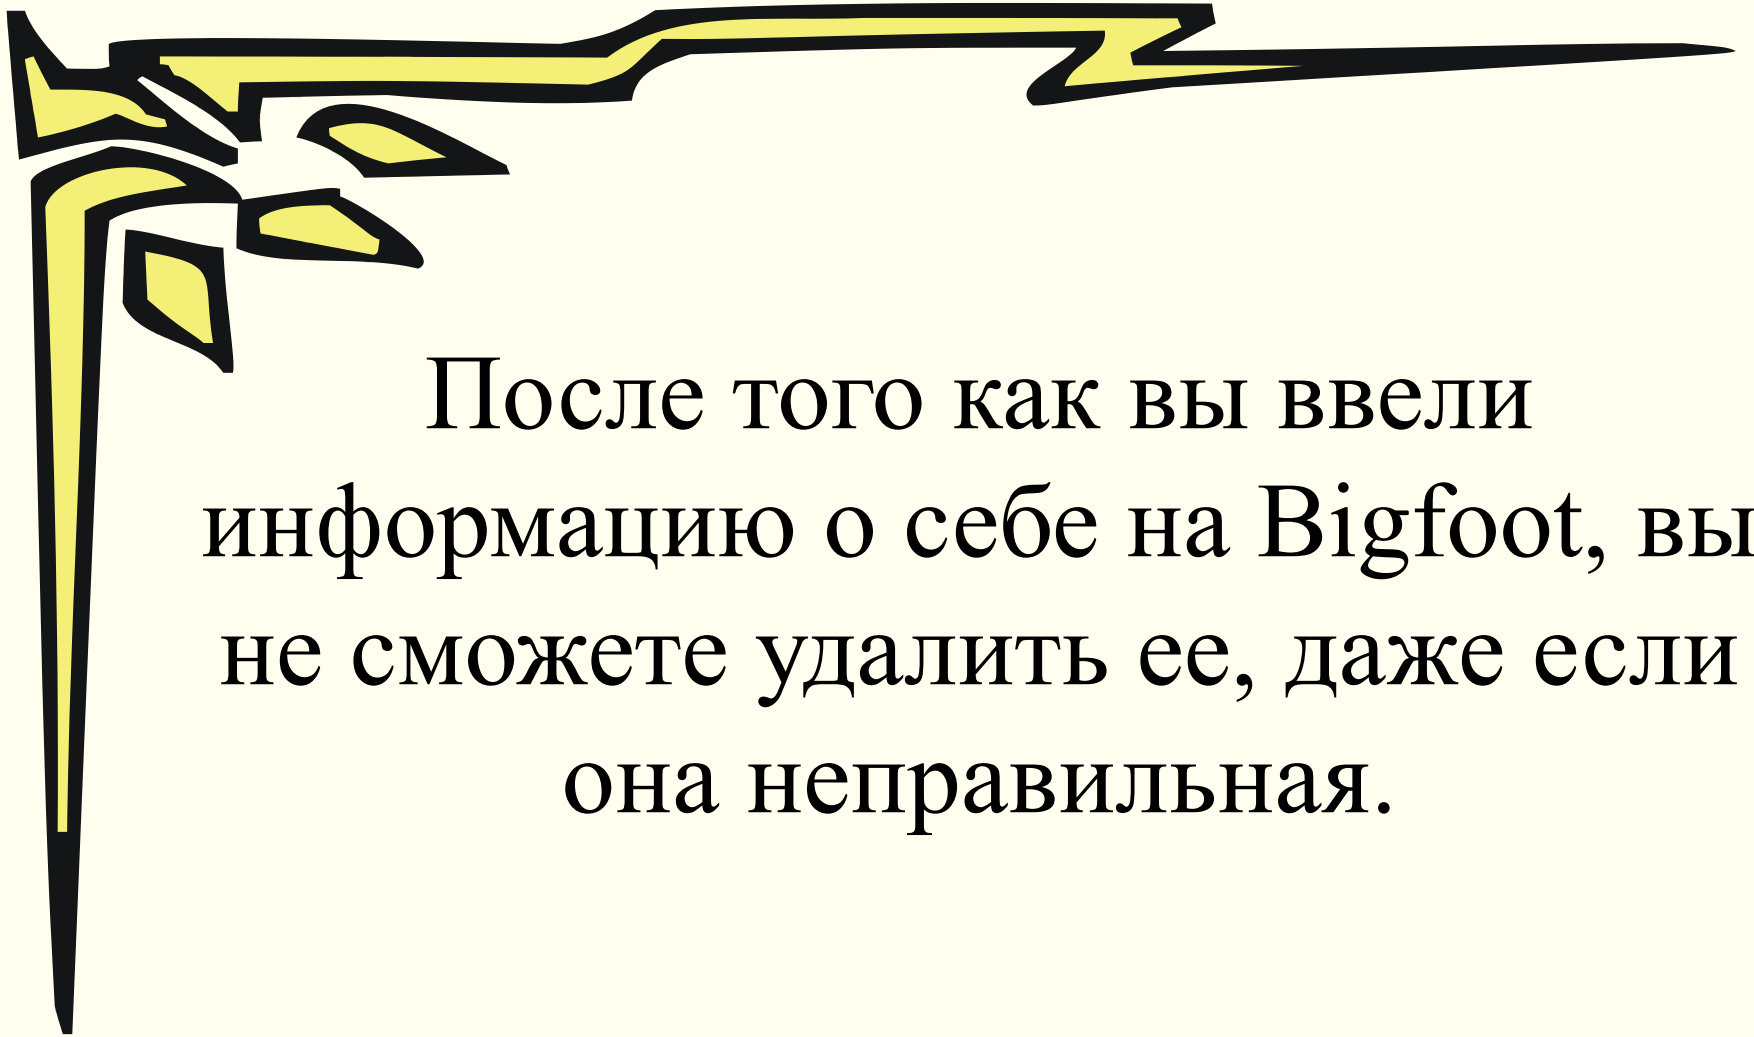 После того как вы ввели
информацию о себе на Bigfoot, вы
не сможете удалить ее, даже если
она неправильная.